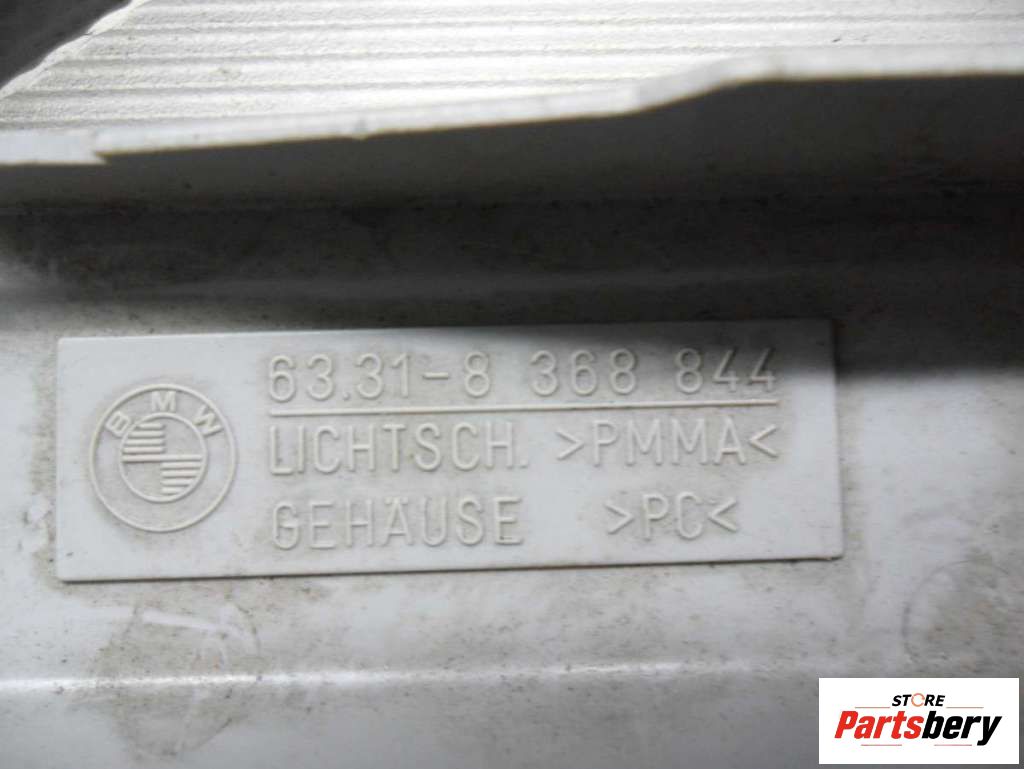 BMW
63.31-8 368 844
LICHTSCH. >PMMA<
GEHÄUSE >PC<
STORE
Partsbery